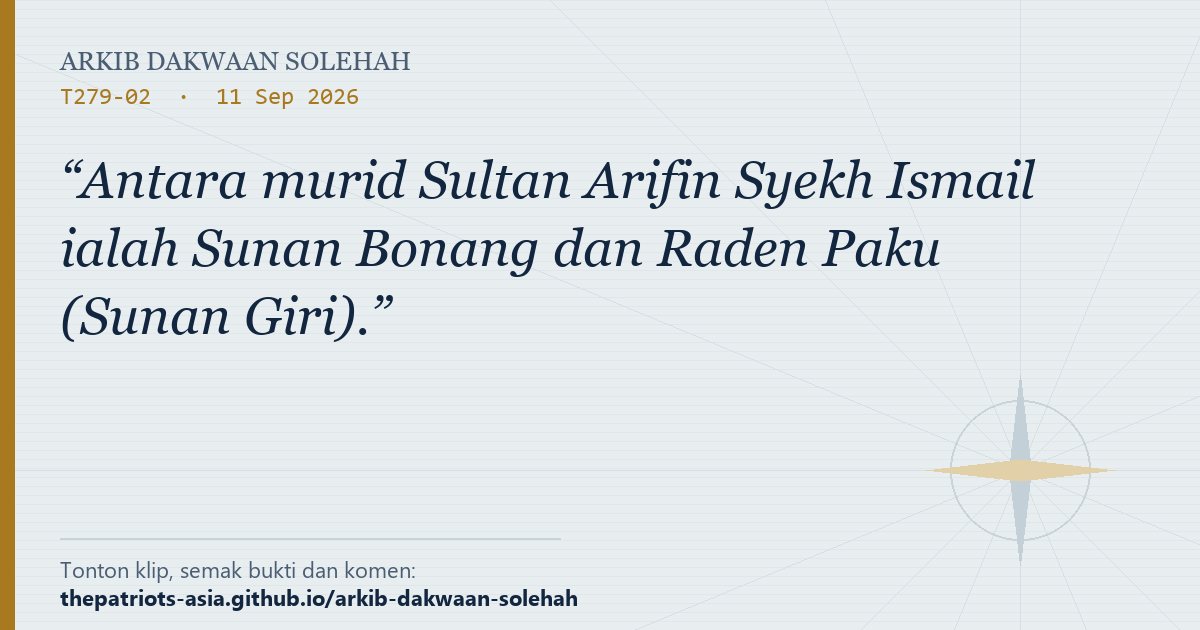 ARKIB DAKWAAN SOLEHAH
T279-02 · 11 Sep 2026
“Antara murid Sultan Arifin Syekh Ismail
ialah Sunan Bonang dan Raden Paku
(Sunan Giri).”
Tonton klip, semak bukti dan komen:
thepatriots-asia.github.io/arkib-dakwaan-solehah